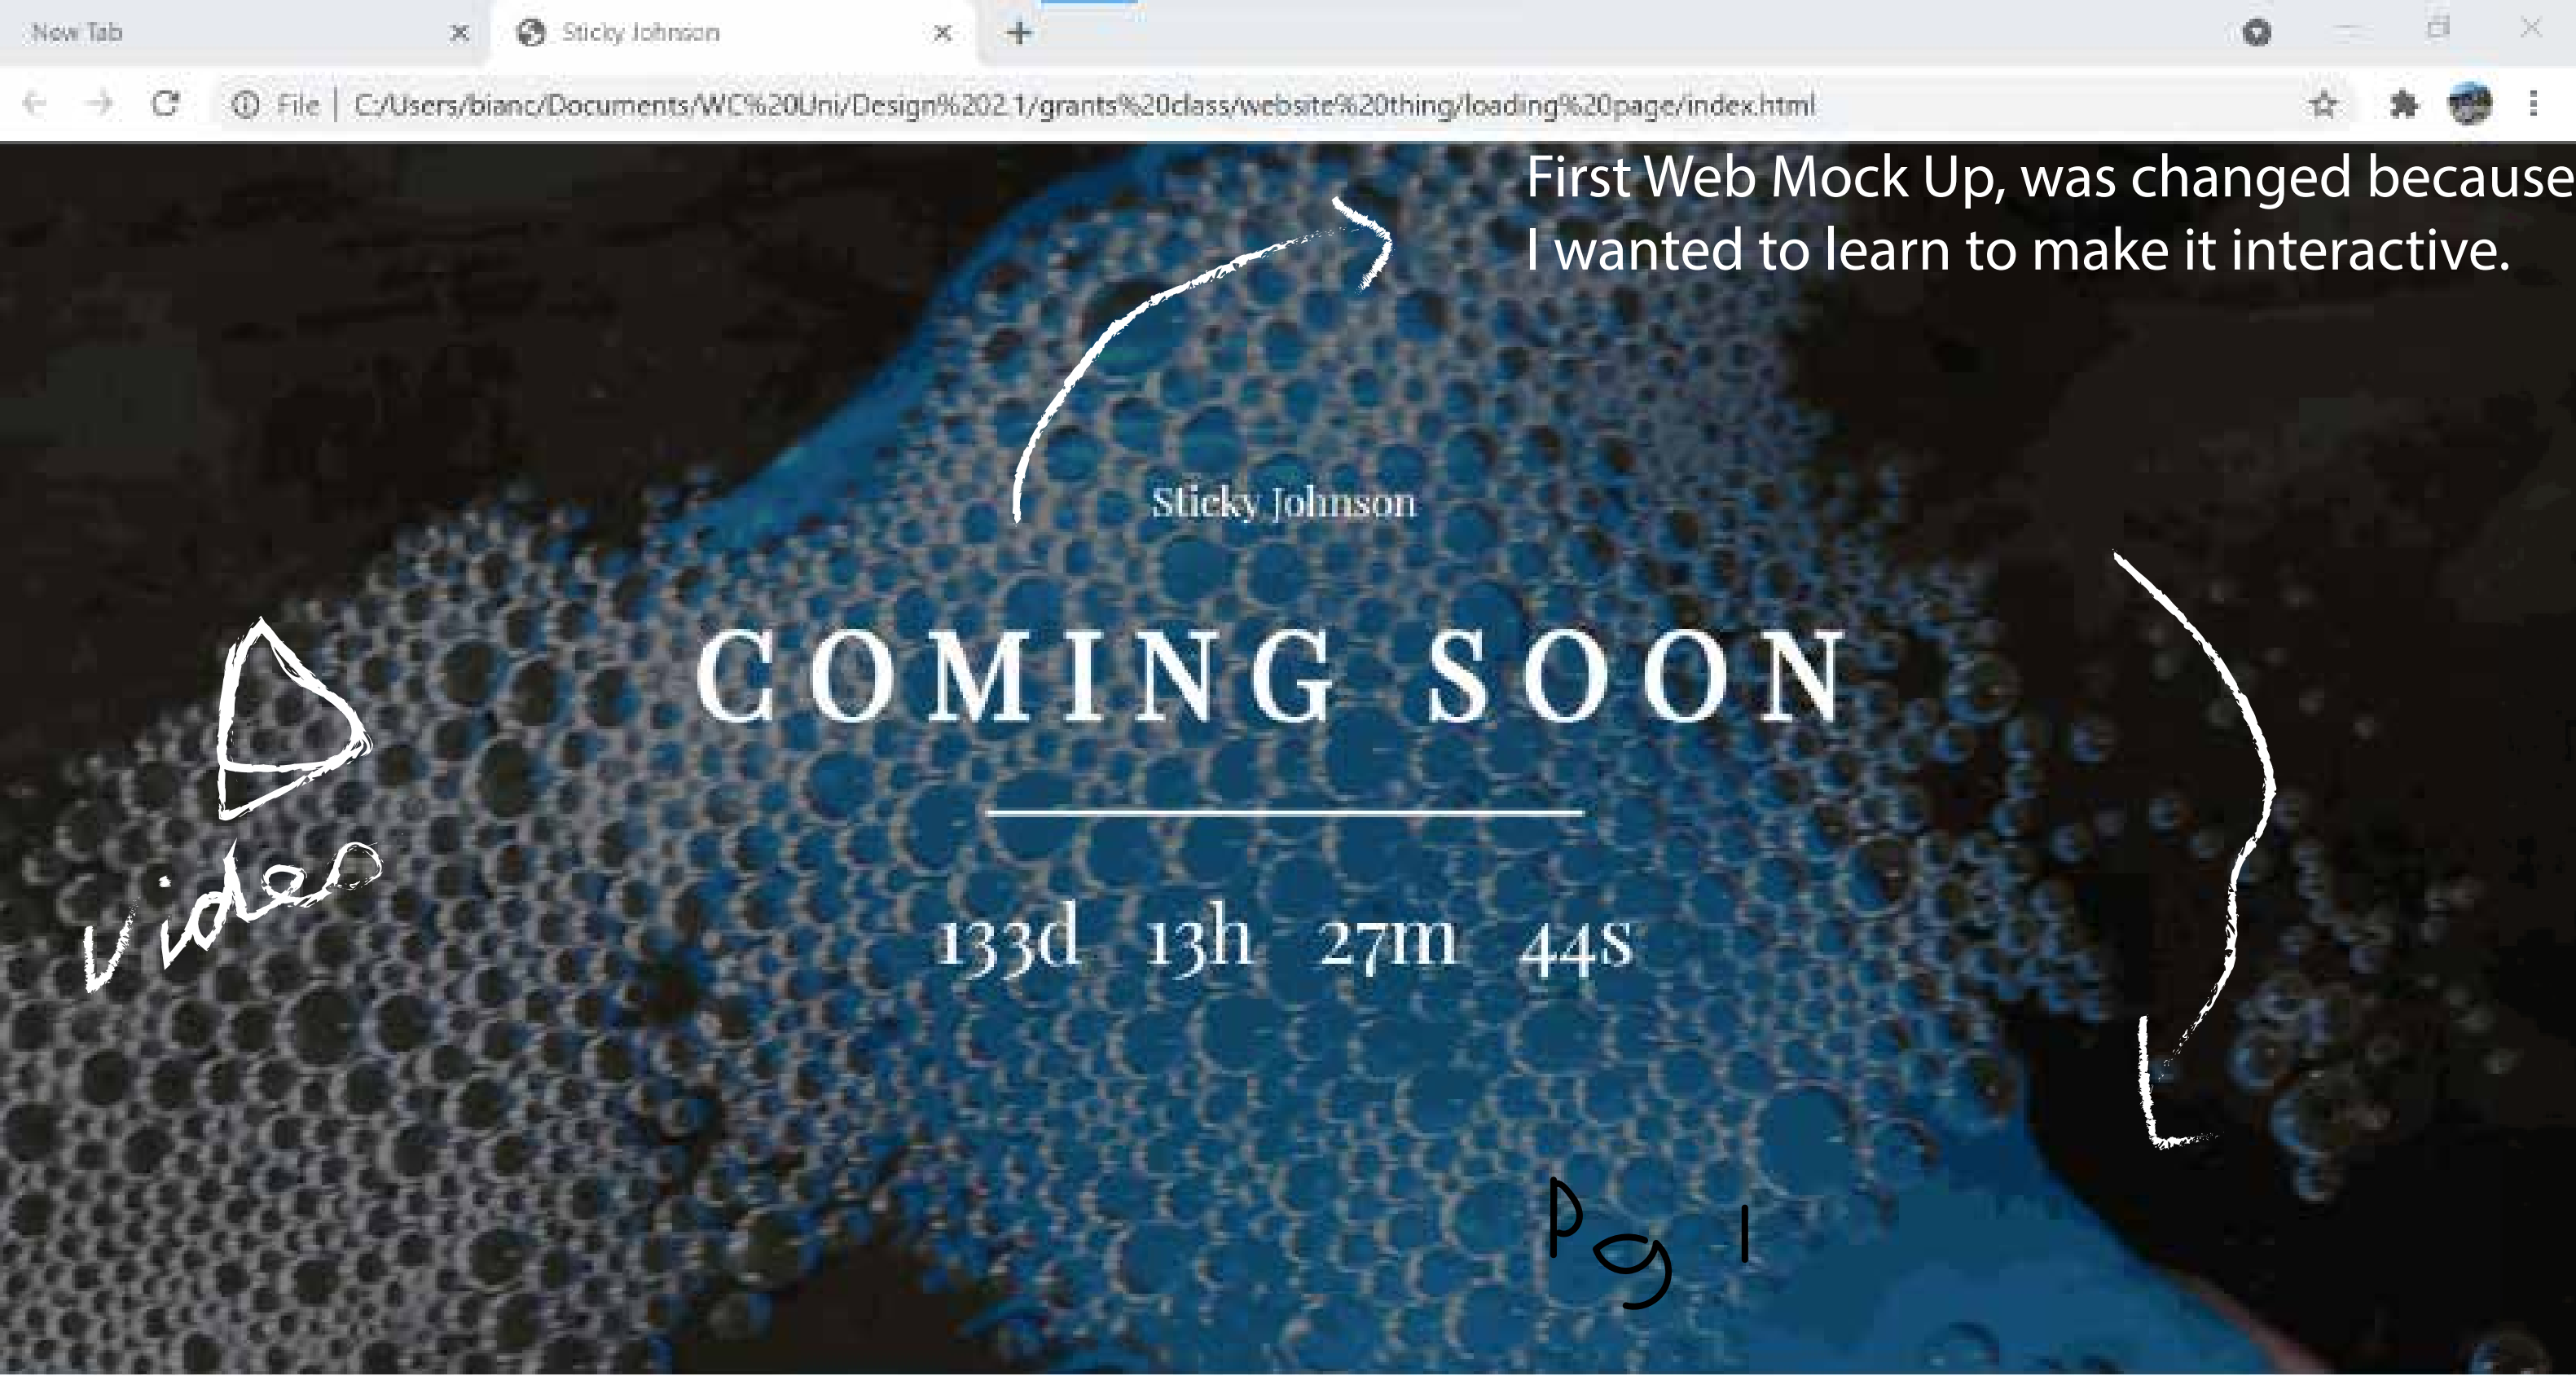 New Tab
Sticky Johnson
File | C:/Users/bianc/Documents/WC%20Uni/Design%202.1/grants%20class/website%20thing/loading%20page/index.html
First Web Mock Up, was changed because
I wanted to learn to make it interactive.
Sticky Johnson
COMING SOON
video
133d 13h 27m 44s
Pg 1